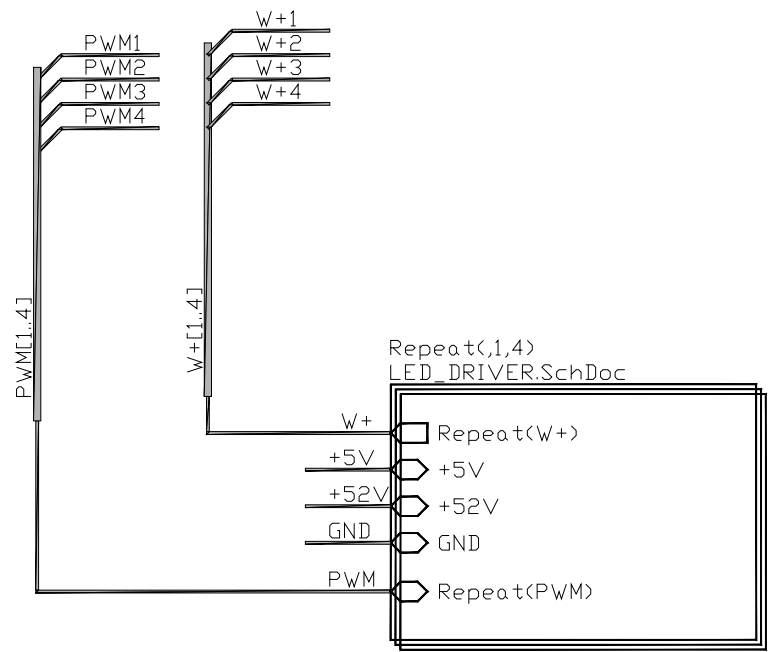 W+1
PWM1
W+2
PWM2
W+3
PWM3
W+4
PWM4
PWM[1..4]
W+[1..4]
Repeat(,1,4)
LED_DRIVER.SchDoc
W+
Repeat(W+)
+5V
+5V
+52V
+52V
GND
GND
PWM
Repeat(PWM)